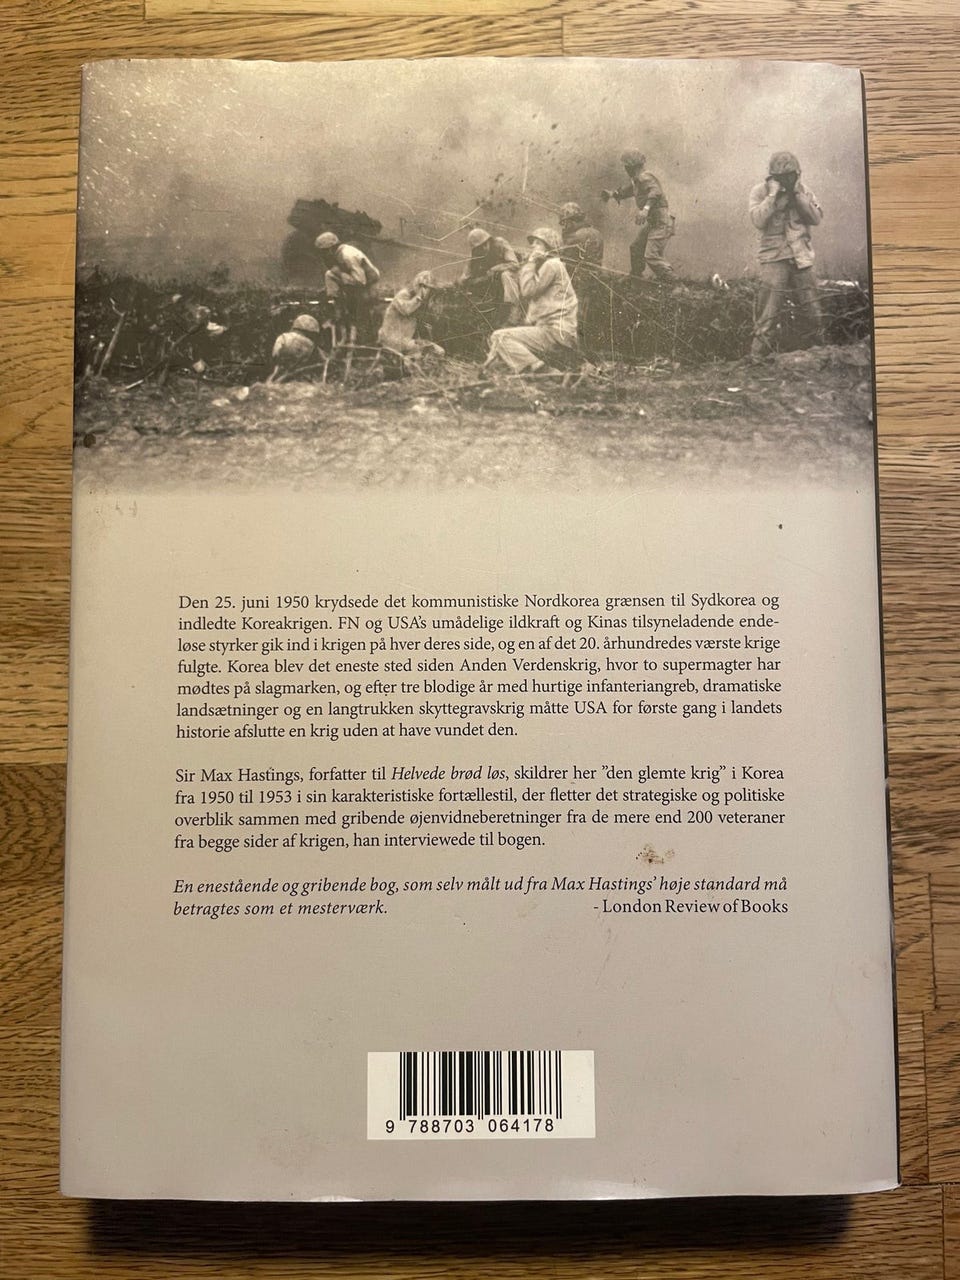 Den 25. juni 1950 krydsede det kommunistiske Nordkorea grænsen til Sydkorea og
indledte Koreakrigen. FN og USA's umådelige ildkraft og Kinas tilsyneladende ende-
løse styrker gik ind i krigen på hver deres side, og en af det 20. århundredes værste krige
fulgte. Korea blev det eneste sted siden Anden Verdenskrig, hvor to supermagter har
mødtes på slagmarken, og efter tre blodige år med hurtige infanteriangreb, dramatiske
landsætninger og en langtrukken skyttegravskrig måtte USA for første gang i landets
historie afslutte en krig uden at have vundet den.
Sir Max Hastings, forfatter til Helvede brød løs, skildrer her ”den glemte krig” i Korea
fra 1950 til 1953 i sin karakteristiske fortællestil, der fletter det strategiske og politiske
overblik sammen med gribende øjenvidneberetninger fra de mere end 200 veteraner
fra begge sider af krigen, han interviewede til bogen.
En enestående og gribende bog, som selv målt ud fra Max Hastings’ høje standard må
betragtes som et mesterværk. - London Review of Books
9 788703 064178